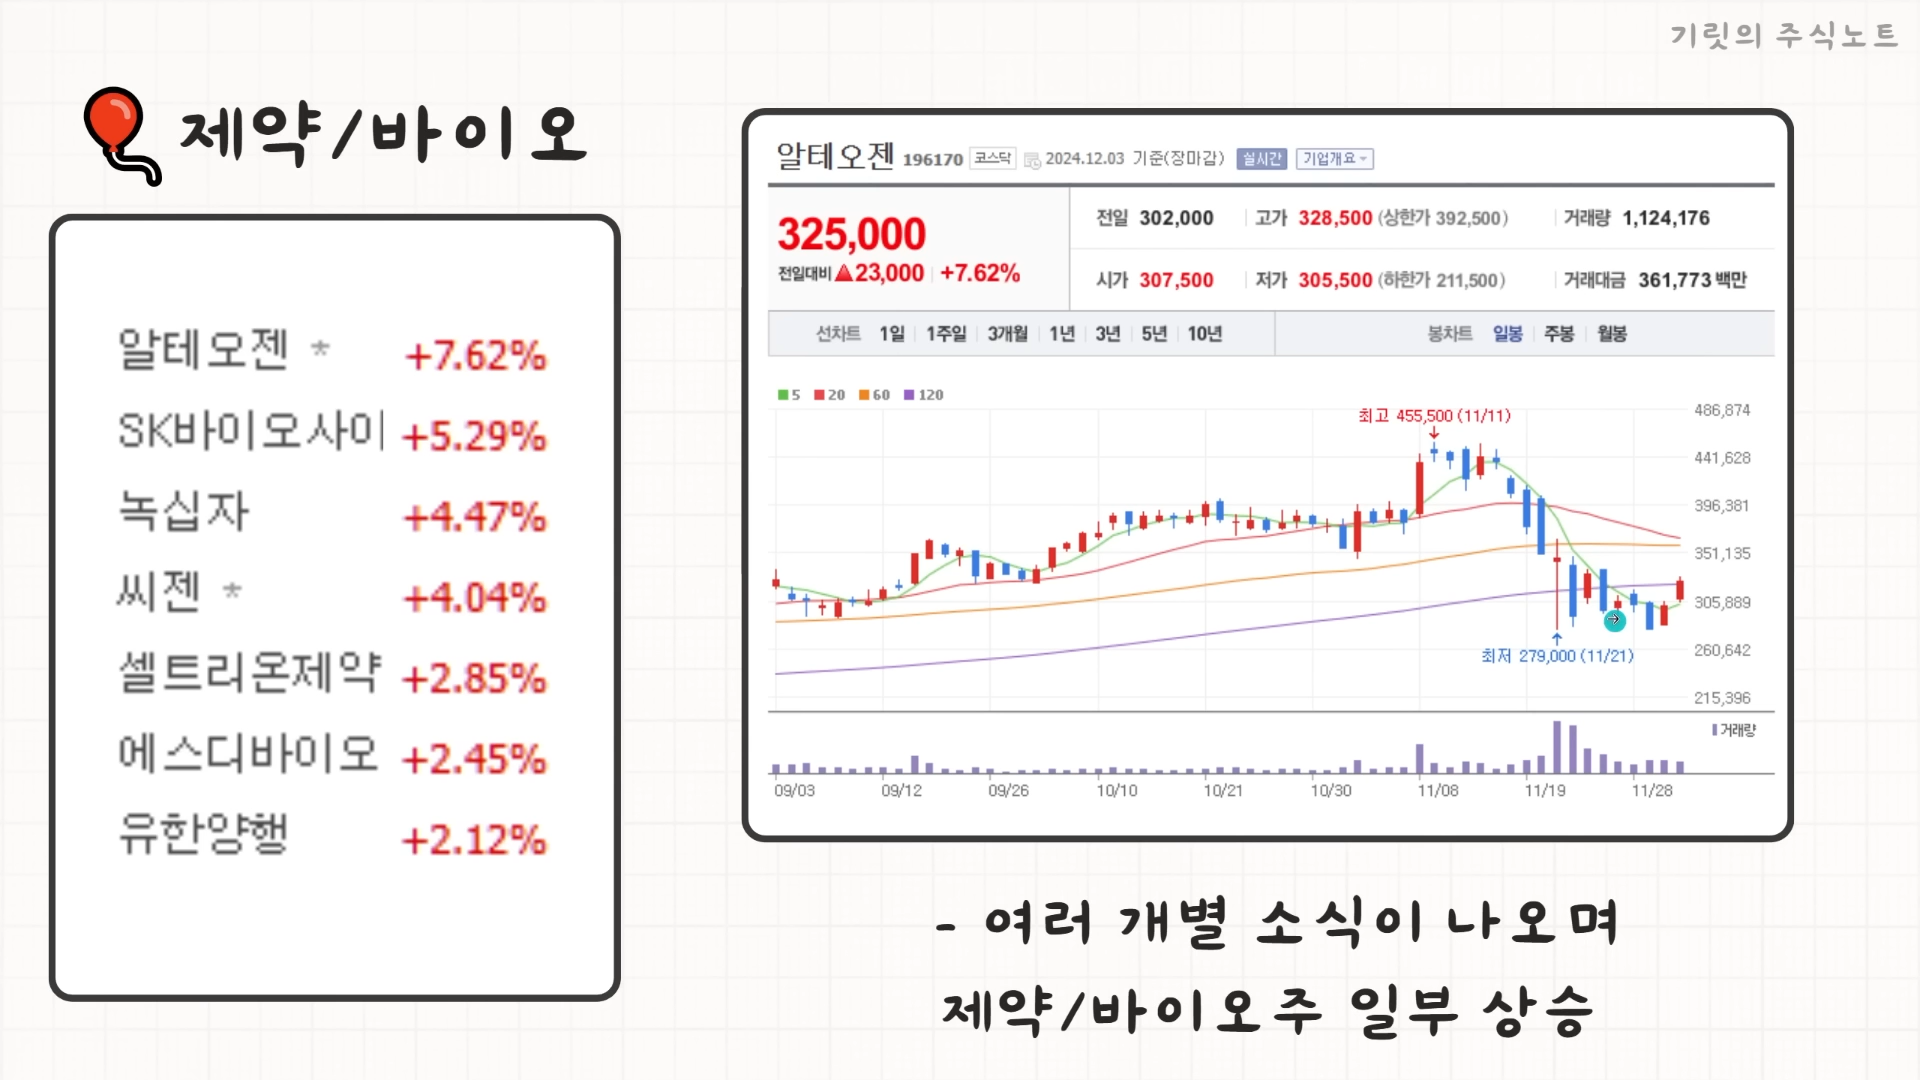 기릿의 주식노트
제약/바이오
알테오젠 * +7.62%
SK바이오사이 +5.29%
녹십자 +4.47%
씨젠 * +4.04%
셀트리온제약 +2.85%
에스디바이오 +2.45%
유한양행 +2.12%
알테오젠 196170 코스닥 2024.12.03 기준(장마감) 실시간 기업개요
325,000
전일대비 ▲23,000 +7.62%
전일 302,000 고가 328,500 (상한가 392,500) 거래량 1,124,176
시가 307,500 저가 305,500 (하한가 211,500) 거래대금 361,773 백만
선차트 1일 1주일 3개월 1년 3년 5년 10년 봉차트 일봉 주봉 월봉
5 20 60 120
최고 455,500 (11/11)
486,874
441,628
396,381
351,135
305,889
260,642
215,396
최저 279,000 (11/21)
거래량
09/03 09/12 09/26 10/10 10/21 10/30 11/08 11/19 11/28
- 여러 개별 소식이 나오며
제약/바이오주 일부 상승